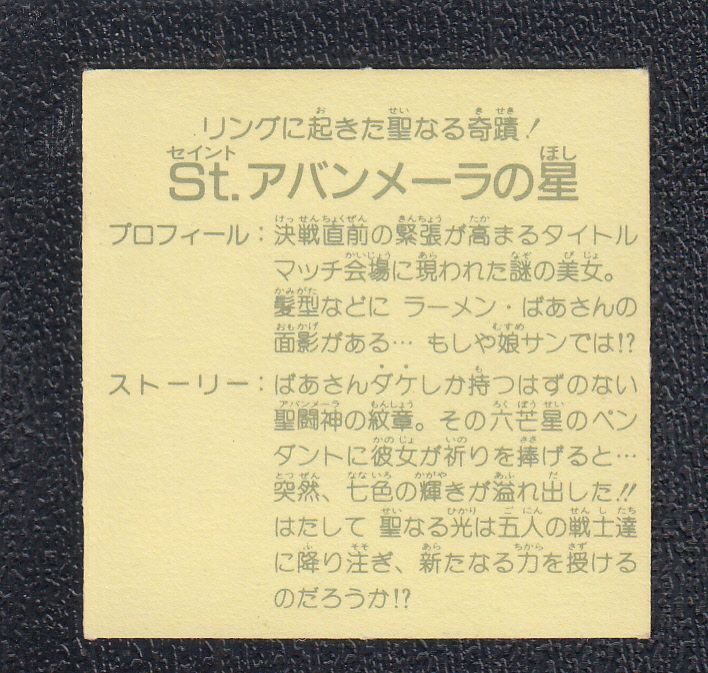 リングに起きた聖なる奇蹟！
St.アバンメーラの星
プロフィール：決戦直前の緊張が高まるタイトル
マッチ会場に現われた謎の美女。
髪型などに ラーメン・ばあさんの
面影がある… もしや娘サンでは!?
ストーリー：ばあさんダケしか持つはずのない
聖闘神の紋章。その六芒星のペン
ダントに彼女が祈りを捧げると…
突然、七色の輝きが溢れ出した!!
はたして 聖なる光は五人の戦士達
に降り注ぎ、新たなる力を授ける
のだろうか!?